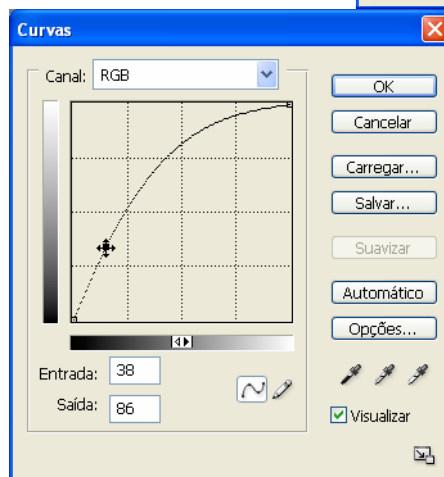 Curvas
Canal: RGB
OK
Cancelar
Carregar...
Salvar...
Suavizar
Automático
Opções...
Entrada: 38
Saída: 86
Visualizar